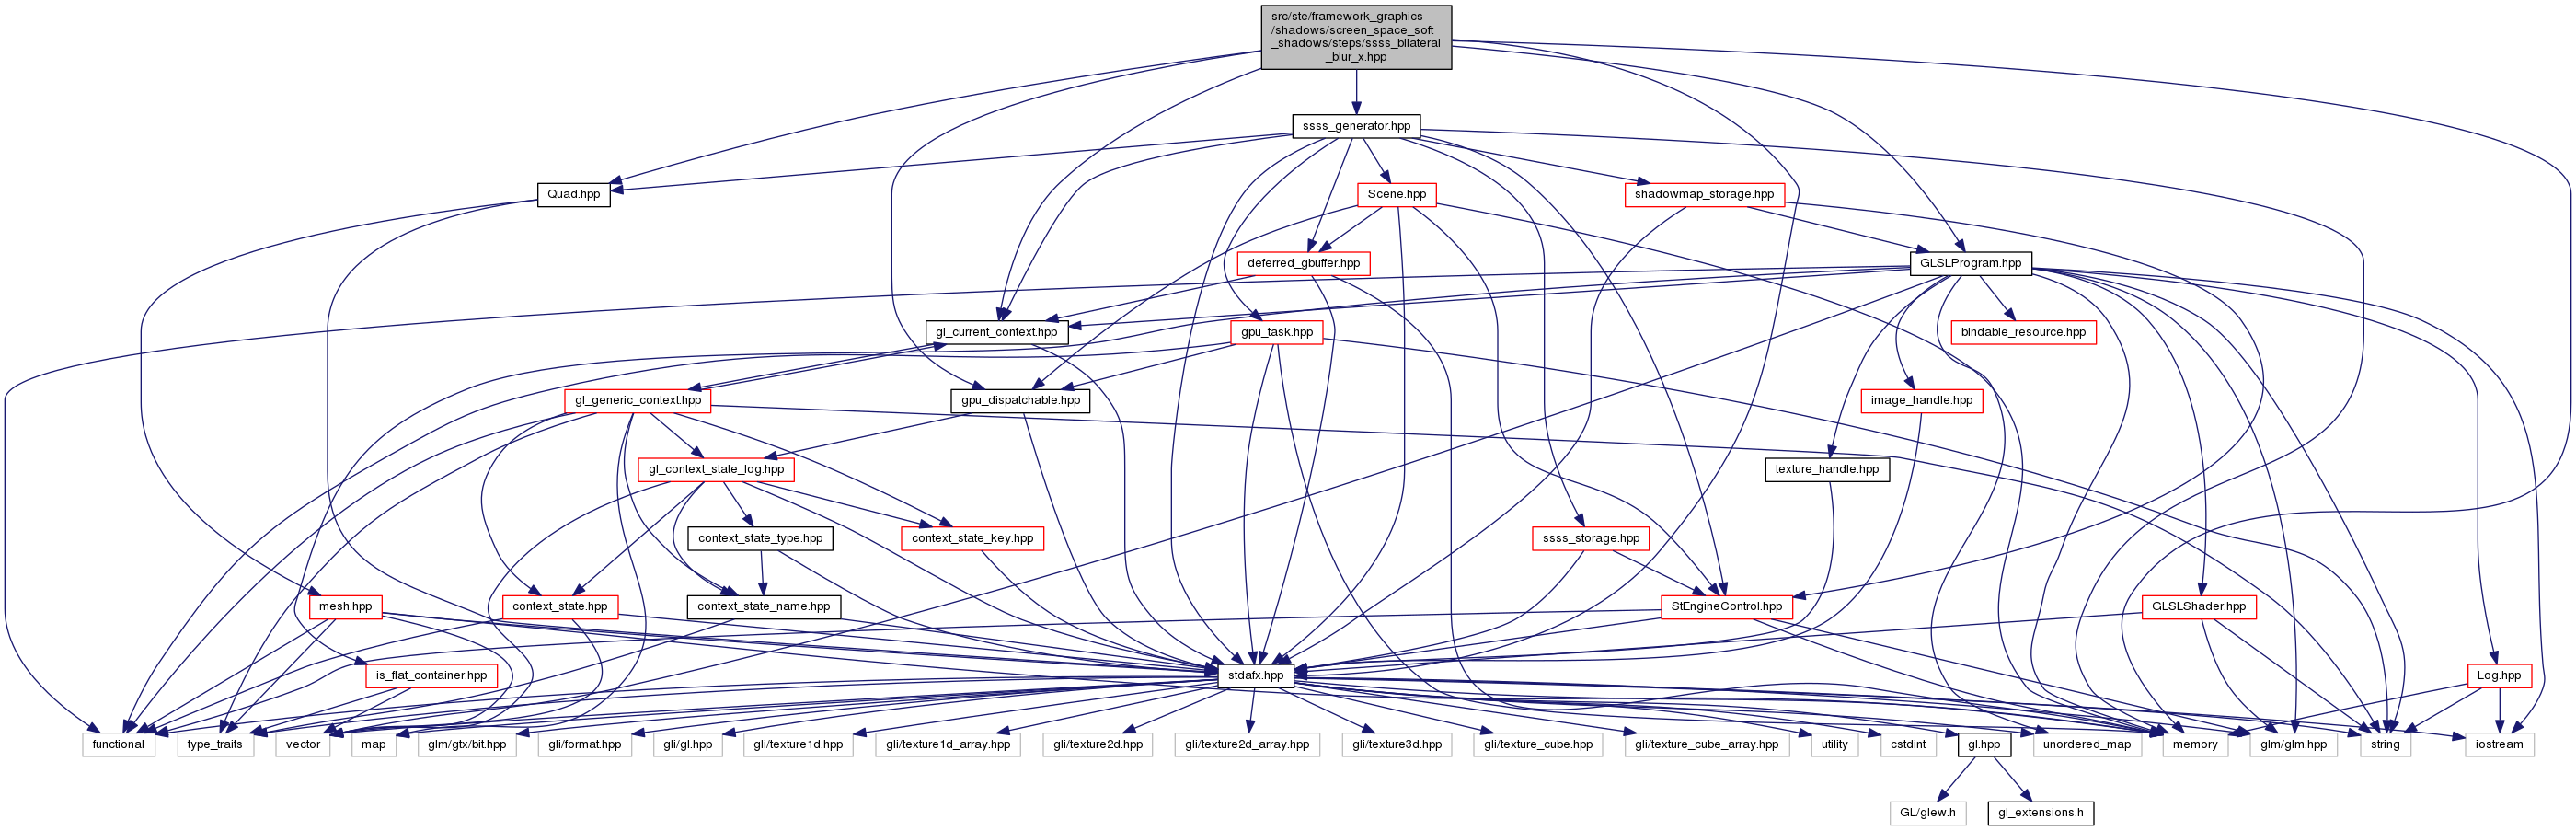 src/ste/framework_graphics
/shadows/screen_space_soft
_shadows/steps/ssss_bilateral
_blur_x.hpp
ssss_generator.hpp
Quad.hpp
Scene.hpp
shadowmap_storage.hpp
deferred_gbuffer.hpp
GLSLProgram.hpp
gl_current_context.hpp
gpu_task.hpp
bindable_resource.hpp
gl_generic_context.hpp
gpu_dispatchable.hpp
image_handle.hpp
gl_context_state_log.hpp
texture_handle.hpp
context_state_type.hpp
context_state_key.hpp
ssss_storage.hpp
mesh.hpp
context_state.hpp
context_state_name.hpp
StEngineControl.hpp
GLSLShader.hpp
is_flat_container.hpp
stdafx.hpp
Log.hpp
functional
type_traits
vector
map
glm/gtx/bit.hpp
gli/format.hpp
gli/gl.hpp
gli/texture1d.hpp
gli/texture1d_array.hpp
gli/texture2d.hpp
gli/texture2d_array.hpp
gli/texture3d.hpp
gli/texture_cube.hpp
gli/texture_cube_array.hpp
utility
cstdint
gl.hpp
unordered_map
memory
glm/glm.hpp
string
iostream
GL/glew.h
gl_extensions.h